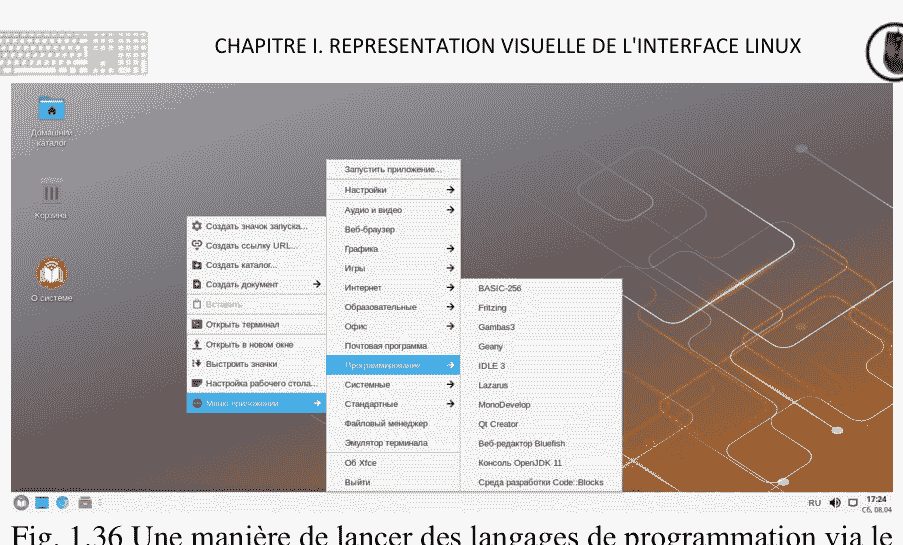 CHAPITRE I. REPRESENTATION VISUELLE DE L'INTERFACE LINUX
Домашний
каталог
Корзина
О системе
Создать значок запуска...
Создать ссылку URL...
Создать каталог...
Создать документ
Вставить
Открыть терминал
Открыть в новом окне
Выстроить значки
Настройка рабочего стола...
Меню приложений
Запустить приложение...
Настройки
Аудио и видео
Веб-браузер
Графика
Игры
Интернет
Образовательные
Офис
Почтовая программа
Программирование
Системные
Стандартные
Файловый менеджер
Эмулятор терминала
Об Xfce
Выйти
BASIC-256
Fritzing
Gambas3
Geany
IDLE 3
Lazarus
MonoDevelop
Qt Creator
Веб-редактор Bluefish
Консоль OpenJDK 11
Среда разработки Code::Blocks
RU
17:24
Сб, 08.04
Fig. 1.36 Une manière de lancer des langages de programmation via le